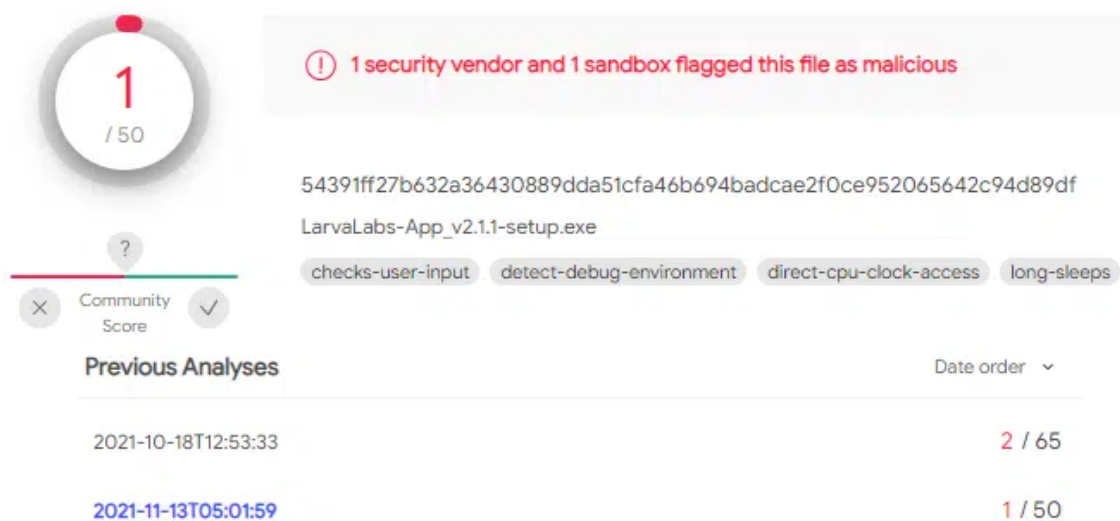 1
/ 50
1 security vendor and 1 sandbox flagged this file as malicious
54391ff27b632a36430889dda51cfa46b694badcae2f0ce952065642c94d89df
LarvaLabs-App_v2.1.1-setup.exe
checks-user-input detect-debug-environment direct-cpu-clock-access long-sleeps
?
Community
Score
Previous Analyses Date order
2021-10-18T12:53:33 2 / 65
2021-11-13T05:01:59 1 / 50